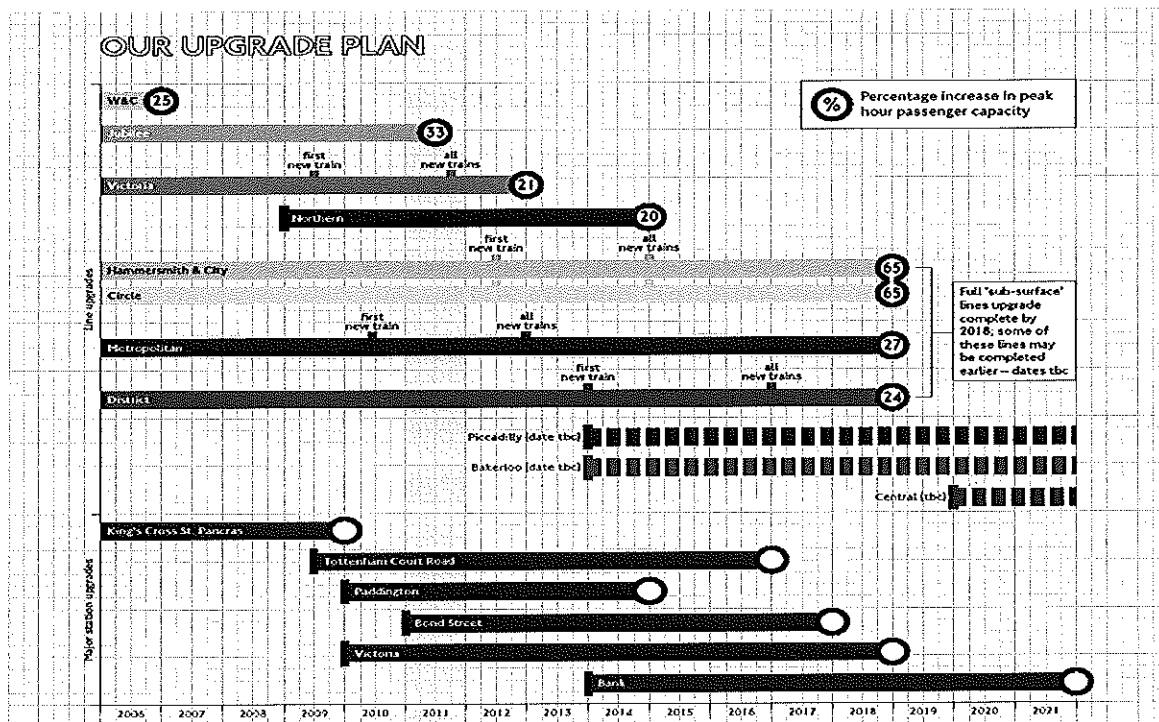 OUR UPGRADE PLAN
% Percentage increase in peak
hour passenger capacity
Line upgrades
W&C 25
Jubilee 33
first
new train
all
new trains
Victoria 21
Northern 20
first
new train
all
new trains
Hammersmith & City 65
Circle 65
first
new train
all
new trains
Metropolitan 27
first
new train
all
new trains
District 24
Full "sub-surface"
lines upgrade
complete by
2018; some of
these lines may
be completed
earlier – dates tbc
Piccadilly (date tbc)
Bakerloo (date tbc)
Central (tbc)
Major station upgrades
King's Cross St. Pancras
Tottenham Court Road
Paddington
Bond Street
Victoria
Bank
2006 2007 2008 2009 2010 2011 2012 2013 2014 2015 2016 2017 2018 2019 2020 2021